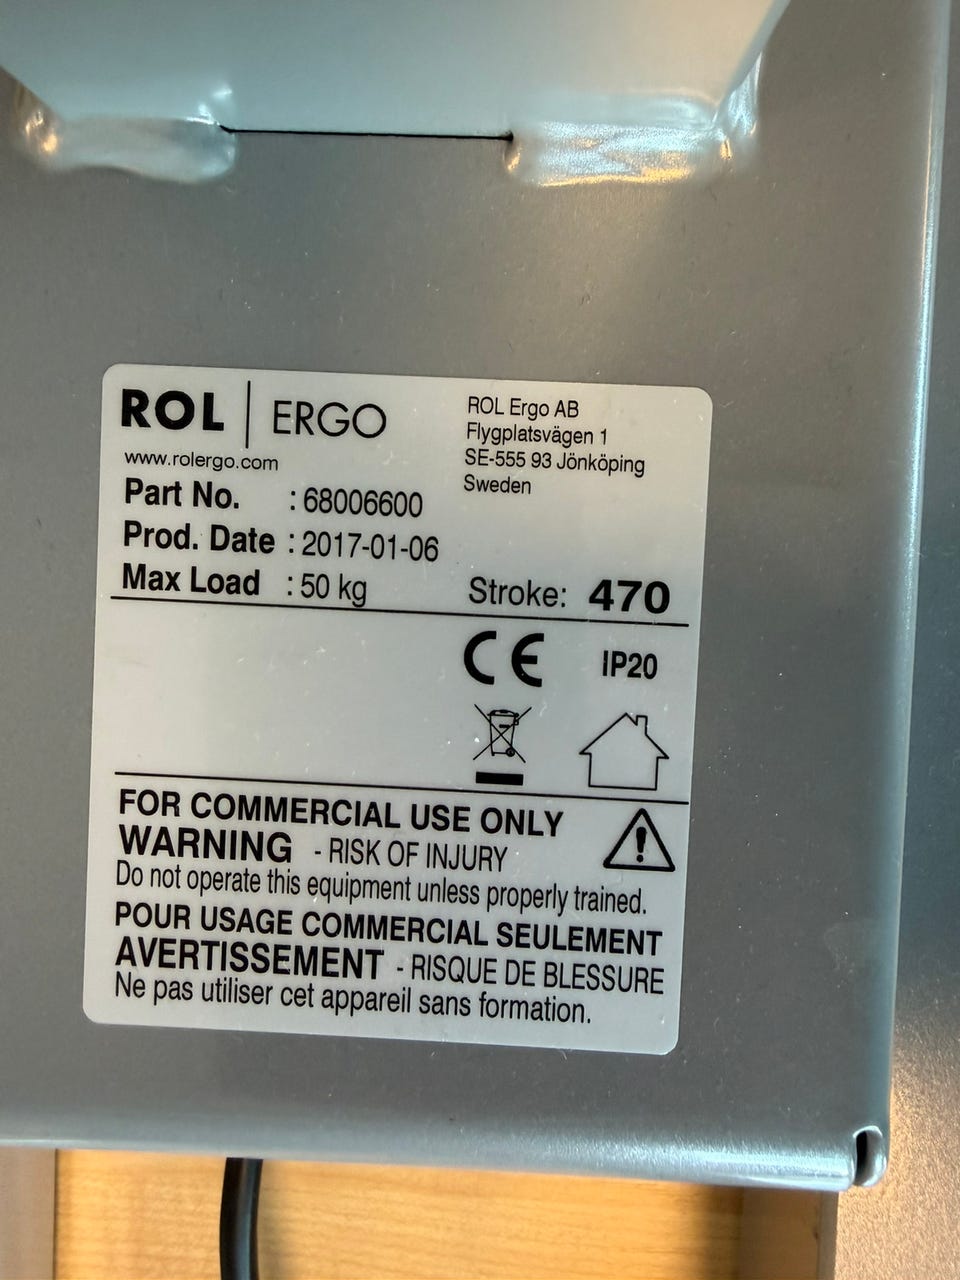 ROL | ERGO
www.rolergo.com
ROL Ergo AB
Flygplatsvägen 1
SE-555 93 Jönköping
Sweden
Part No. : 68006600
Prod. Date : 2017-01-06
Max Load : 50 kg
Stroke: 470
CE IP20
FOR COMMERCIAL USE ONLY
WARNING - RISK OF INJURY
Do not operate this equipment unless properly trained.
POUR USAGE COMMERCIAL SEULEMENT
AVERTISSEMENT - RISQUE DE BLESSURE
Ne pas utiliser cet appareil sans formation.